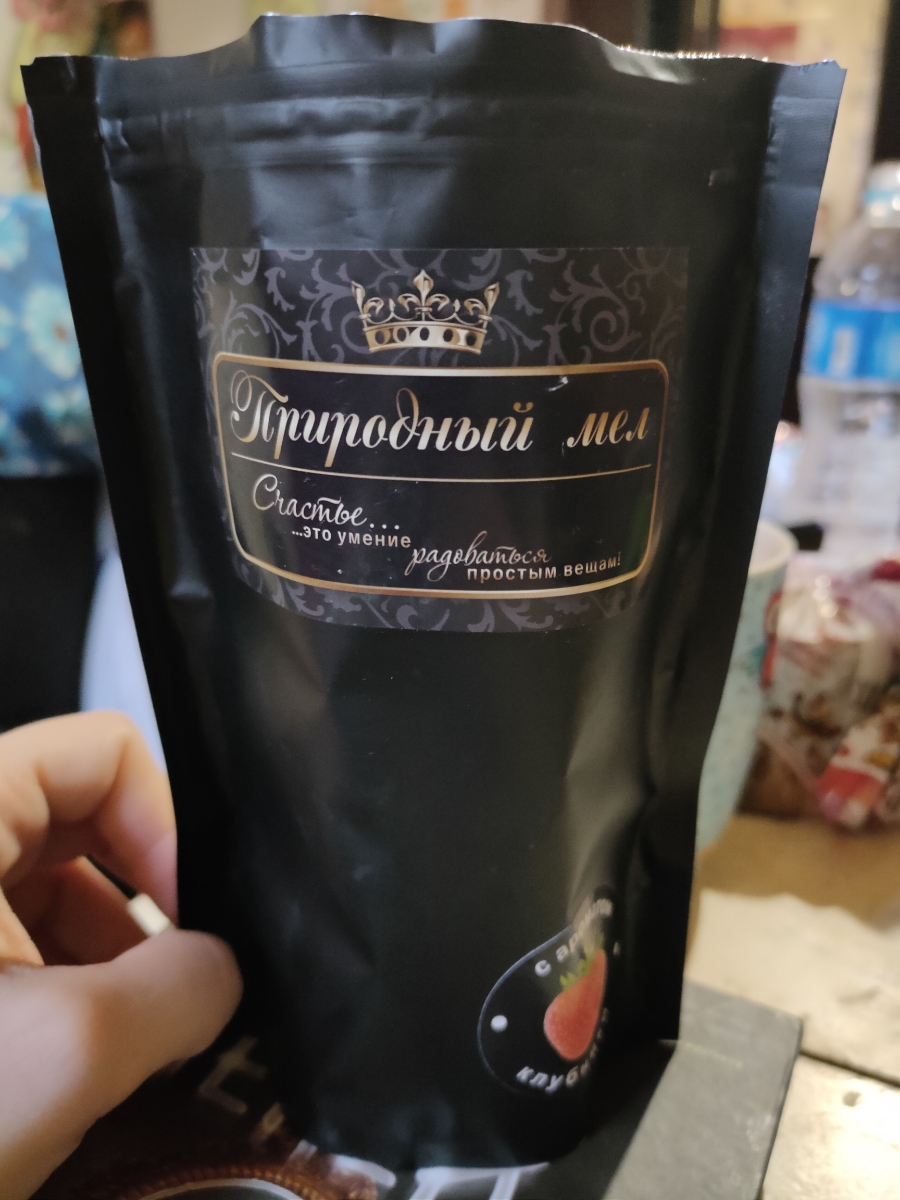 Природный мел
Счастье...
...это умение
радоваться
простым вещам!
с